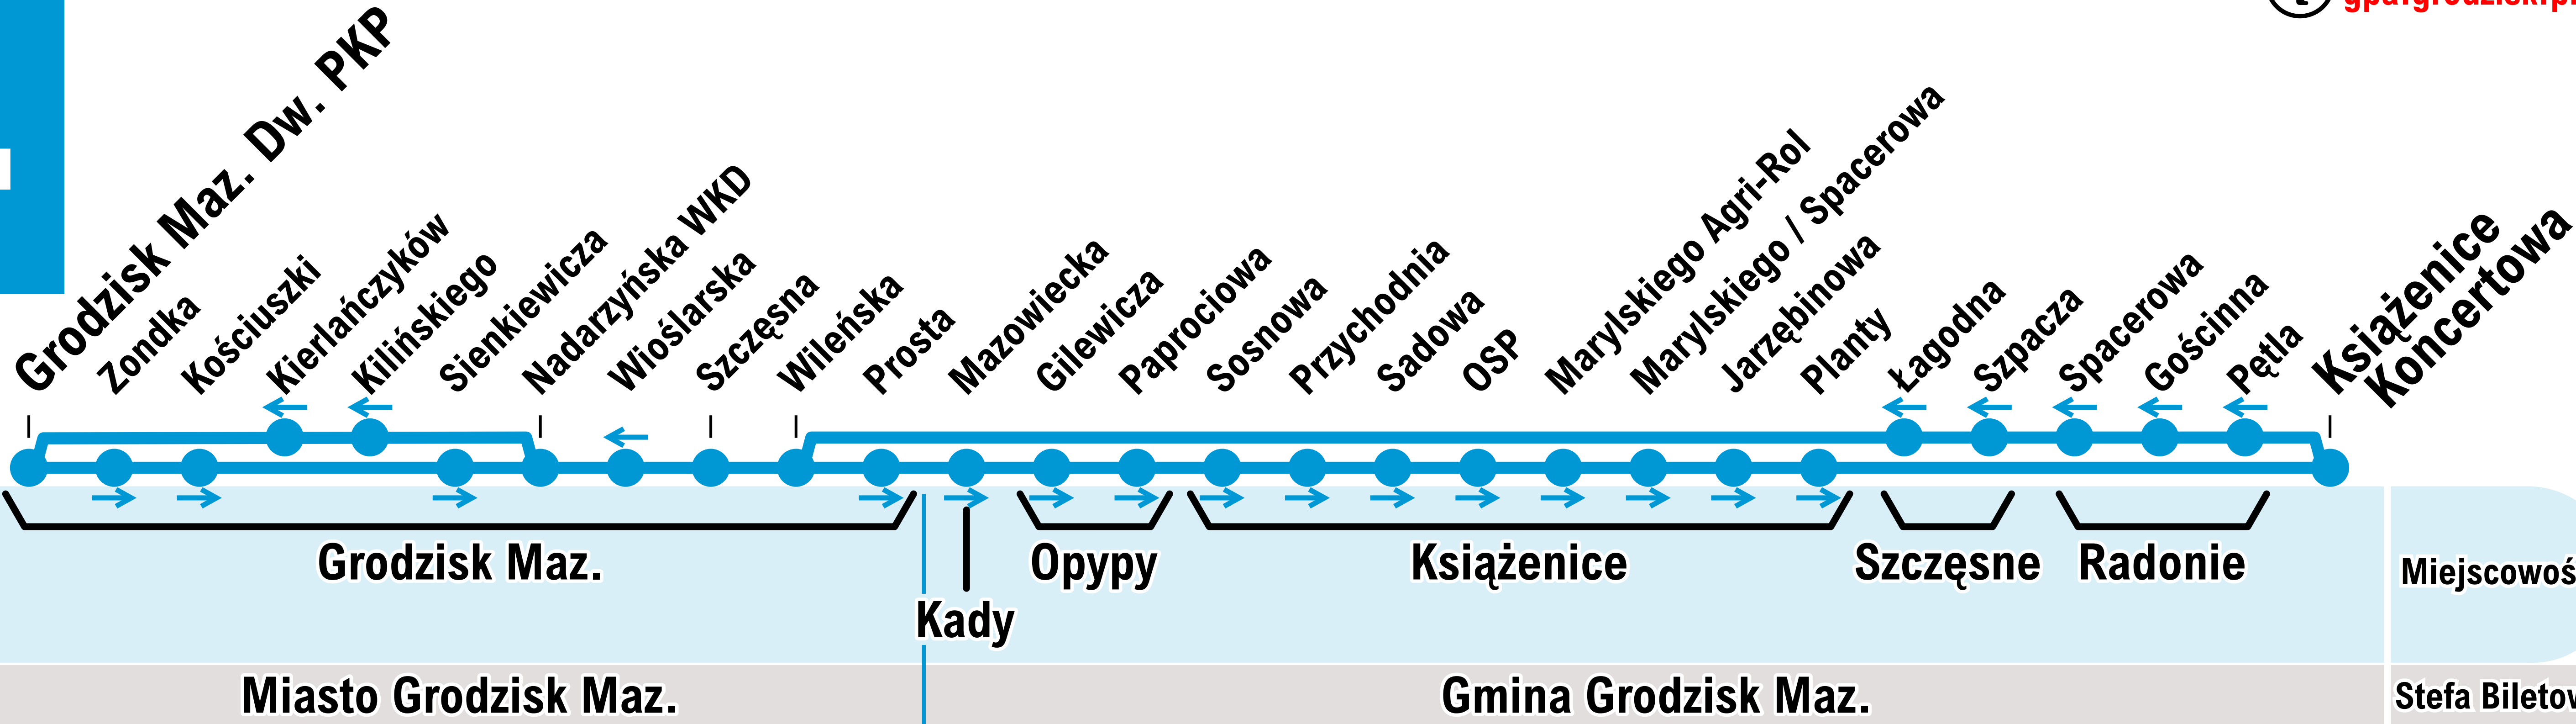 Grodzisk Maz. Dw. PKP
Zondka
Kościuszki
Kierlańczyków
Kilińskiego
Sienkiewicza
Nadarzyńska WKD
Wioślarska
Szczęsna
Wileńska
Prosta
Mazowiecka
Gilewicza
Paprociowa
Sosnowa
Przychodnia
Sadowa
OSP
Marylskiego Agri-Rol
Marylskiego / Spacerowa
Jarzębinowa
Planty
Łagodna
Szpacza
Spacerowa
Gościnna
Pętla
Książenice
Koncertowa
Grodzisk Maz.
Kady
Opypy
Książenice
Szczęsne
Radonie
Miejscowoś
Miasto Grodzisk Maz.
Gmina Grodzisk Maz.
Stefa Biletow